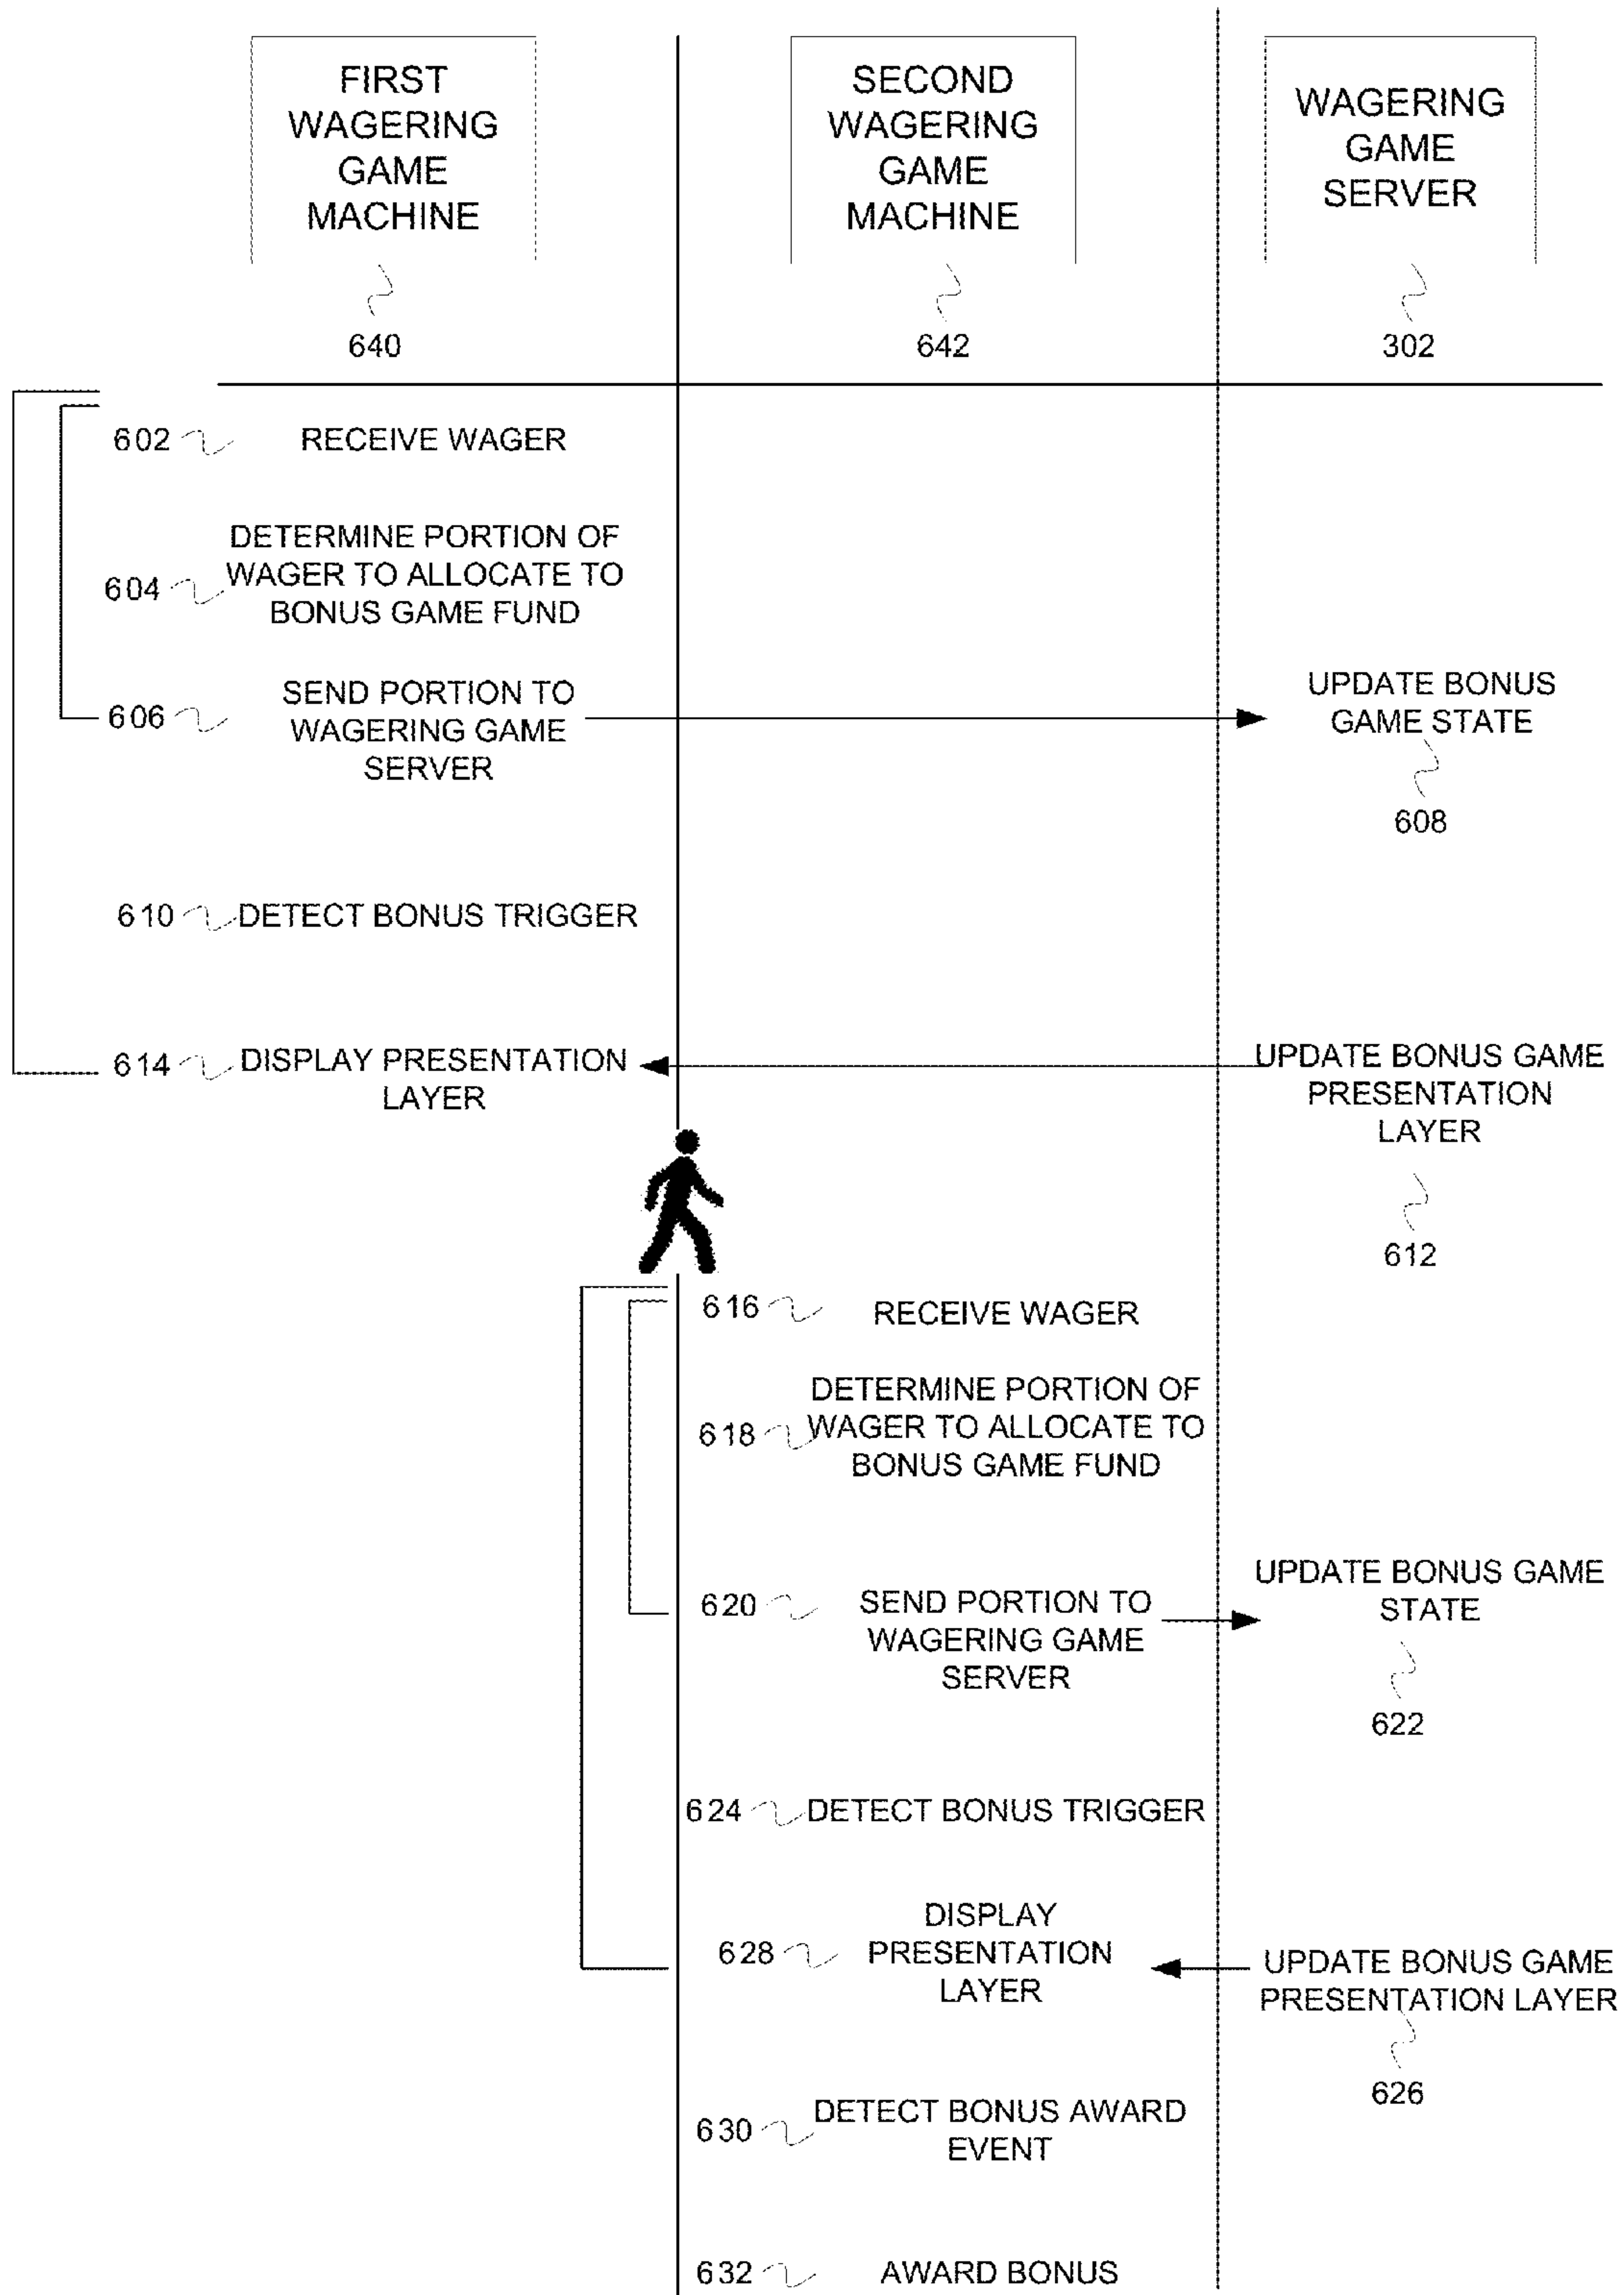 FIRST
WAGERING
GAME
MACHINE
640
SECOND
WAGERING
GAME
MACHINE
642
WAGERING
GAME
SERVER
302
602 RECEIVE WAGER
604 DETERMINE PORTION OF
WAGER TO ALLOCATE TO
BONUS GAME FUND
606 SEND PORTION TO
WAGERING GAME
SERVER
UPDATE BONUS
GAME STATE
608
610 DETECT BONUS TRIGGER
614 DISPLAY PRESENTATION
LAYER
UPDATE BONUS GAME
PRESENTATION
LAYER
612
616 RECEIVE WAGER
618 DETERMINE PORTION OF
WAGER TO ALLOCATE TO
BONUS GAME FUND
620 SEND PORTION TO
WAGERING GAME
SERVER
UPDATE BONUS GAME
STATE
622
624 DETECT BONUS TRIGGER
628 DISPLAY
PRESENTATION
LAYER
UPDATE BONUS GAME
PRESENTATION LAYER
626
630 DETECT BONUS AWARD
EVENT
632 AWARD BONUS